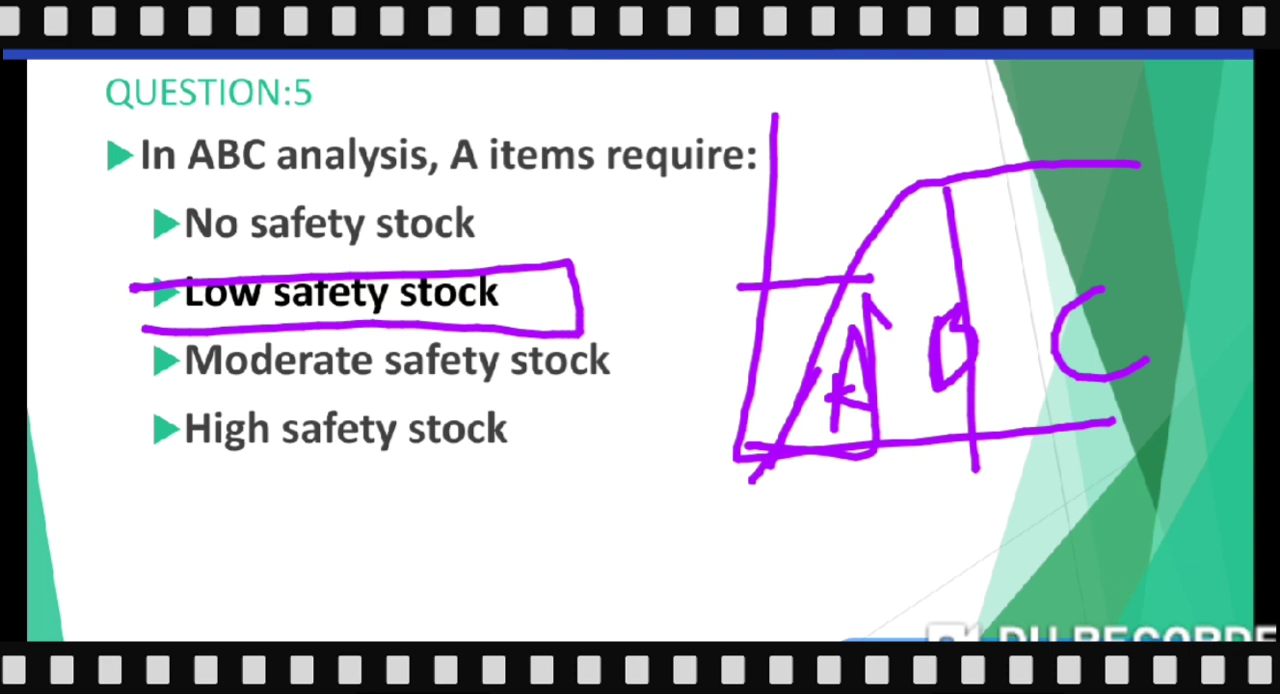 QUESTION:5
In ABC analysis, A items require:
No safety stock
Low safety stock
Moderate safety stock
High safety stock
A
C